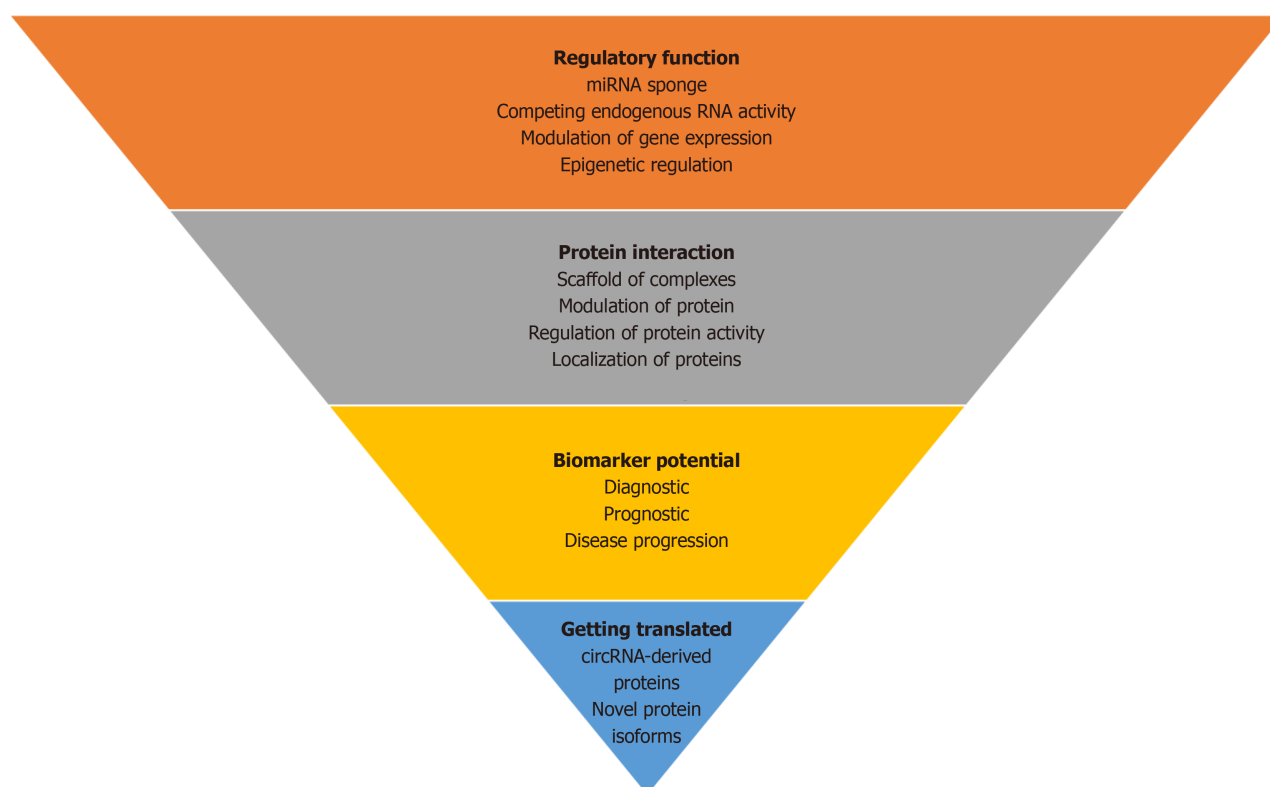 Regulatory function
miRNA sponge
Competing endogenous RNA activity
Modulation of gene expression
Epigenetic regulation
Protein interaction
Scaffold of complexes
Modulation of protein
Regulation of protein activity
Localization of proteins
Biomarker potential
Diagnostic
Prognostic
Disease progression
Getting translated
circRNA-derived
proteins
Novel protein
isoforms